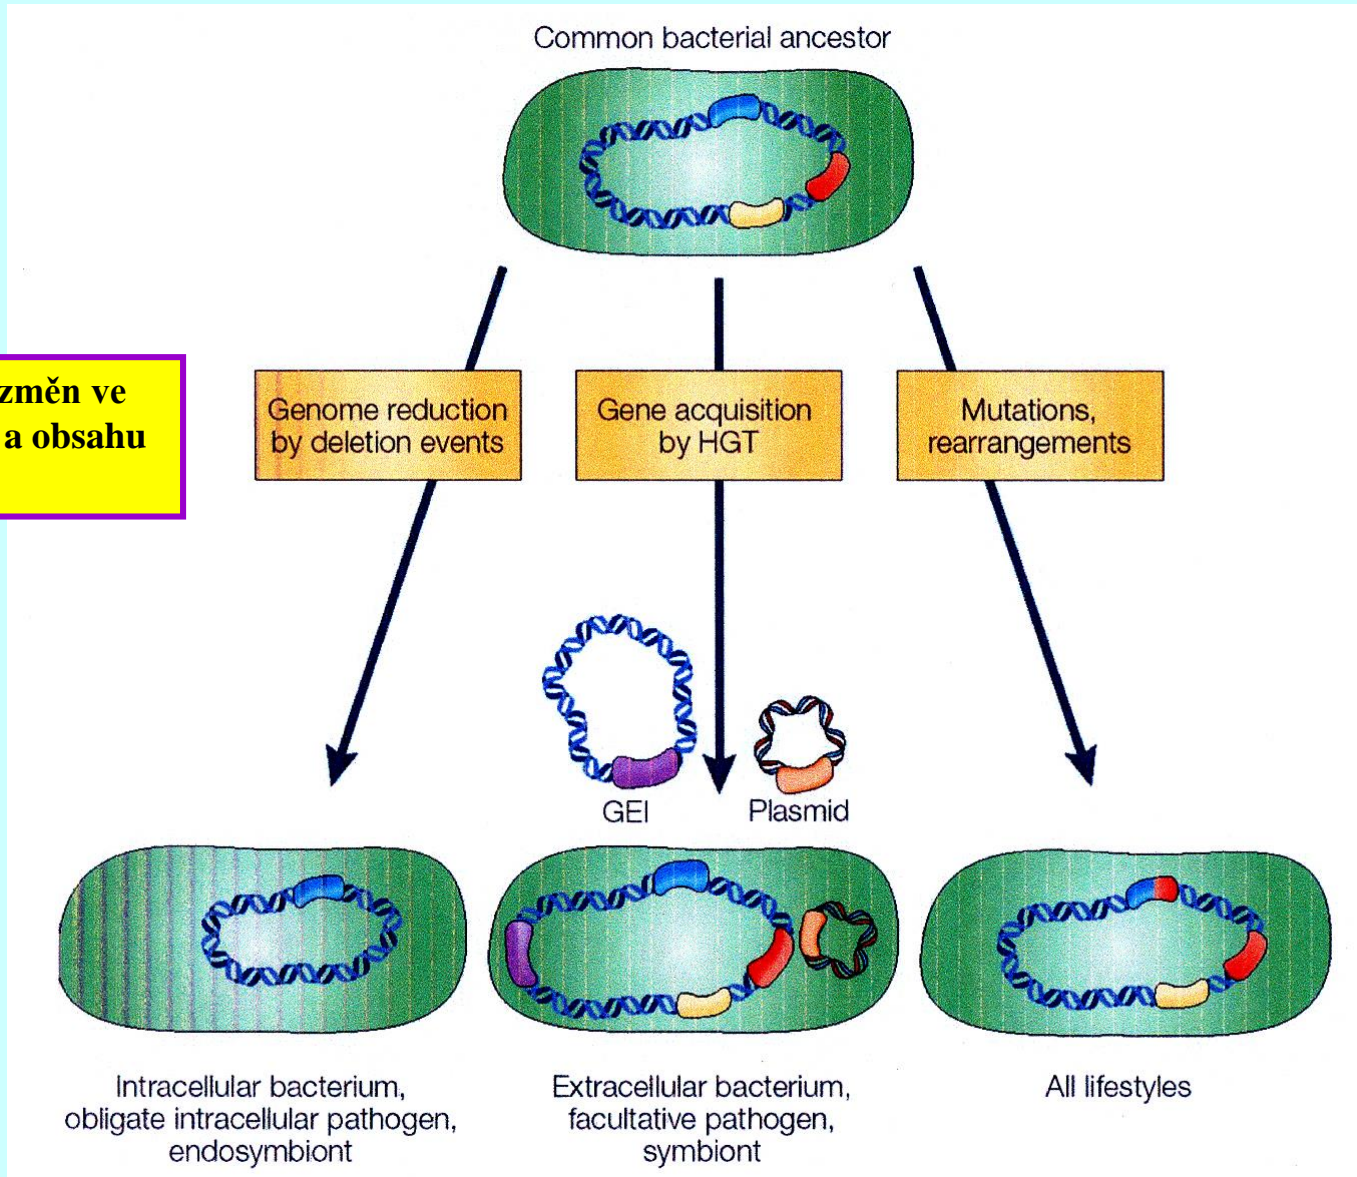 Common bacterial ancestor
změn ve
a obsahu
Genome reduction
by deletion events
Gene acquisition
by HGT
Mutations,
rearrangements
GEI
Plasmid
Intracellular bacterium,
obligate intracellular pathogen,
endosymbiont
Extracellular bacterium,
facultative pathogen,
symbiont
All lifestyles